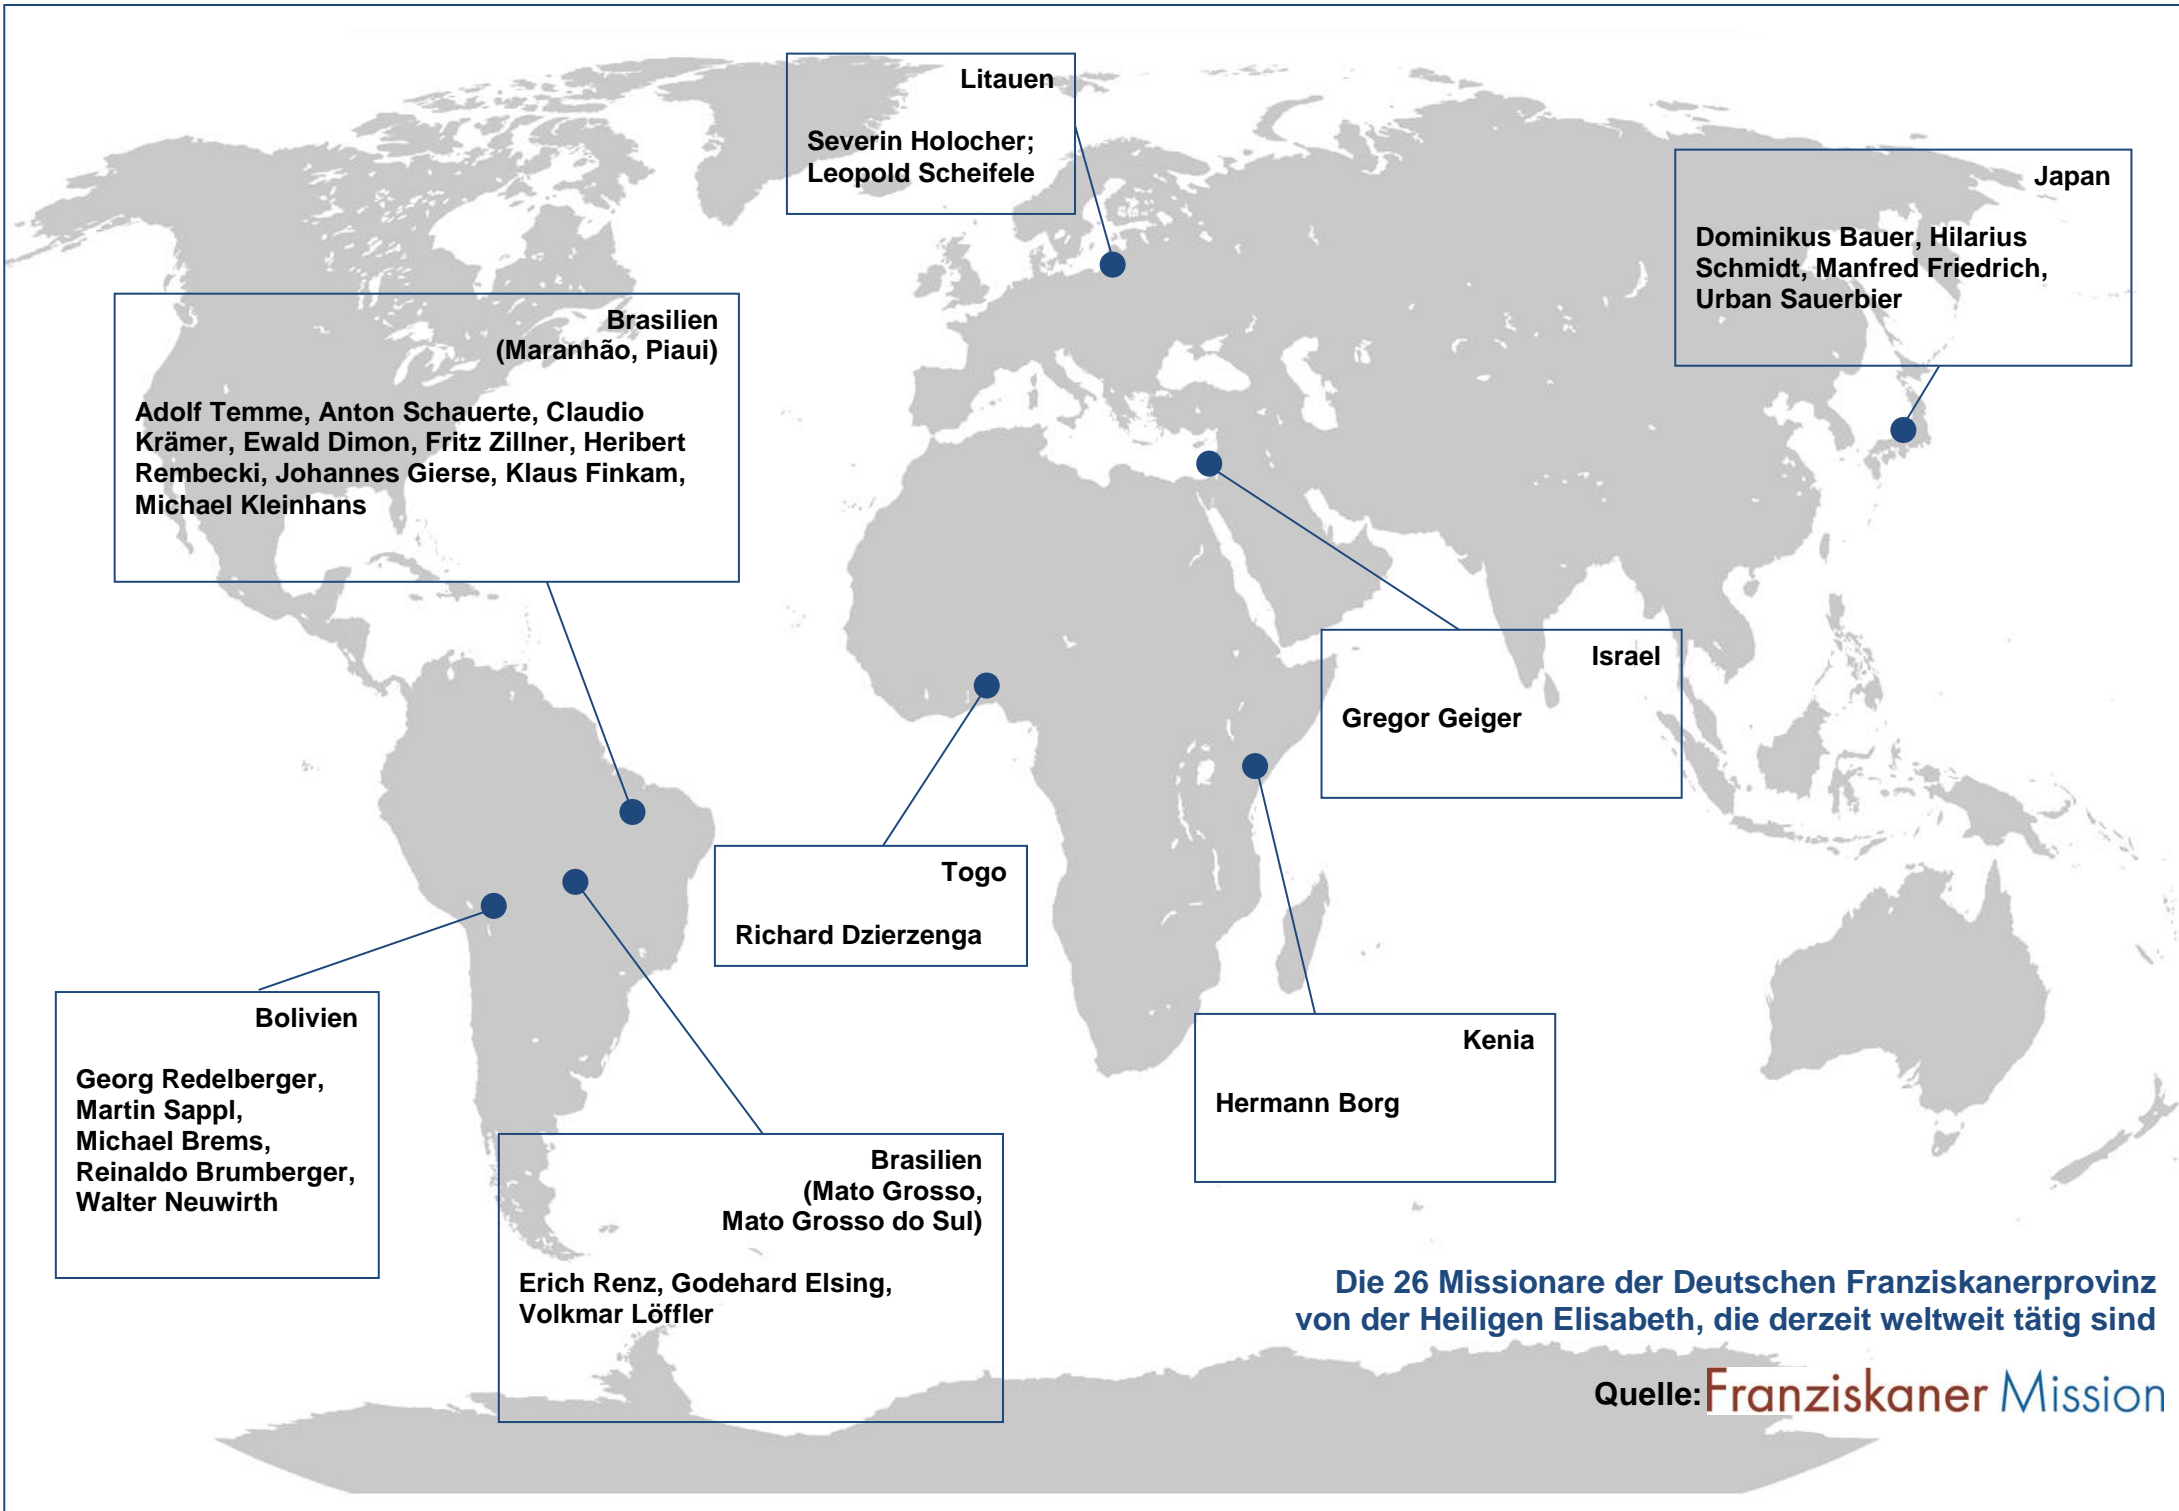 Litauen
Severin Holocher;
Leopold Scheifele
Japan
Dominikus Bauer, Hilarius
Schmidt, Manfred Friedrich,
Urban Sauerbier
Brasilien
(Maranhão, Piaui)
Adolf Temme, Anton Schauerte, Claudio
Krämer, Ewald Dimon, Fritz Zillner, Heribert
Rembecki, Johannes Gierse, Klaus Finkam,
Michael Kleinhans
Israel
Gregor Geiger
Togo
Richard Dzierzenga
Bolivien
Georg Redelberger,
Martin Sappl,
Michael Brems,
Reinaldo Brumberger,
Walter Neuwirth
Kenia
Hermann Borg
Brasilien
(Mato Grosso,
Mato Grosso do Sul)
Erich Renz, Godehard Elsing,
Volkmar Löffler
Die 26 Missionare der Deutschen Franziskanerprovinz
von der Heiligen Elisabeth, die derzeit weltweit tätig sind
Quelle: Franziskaner Mission